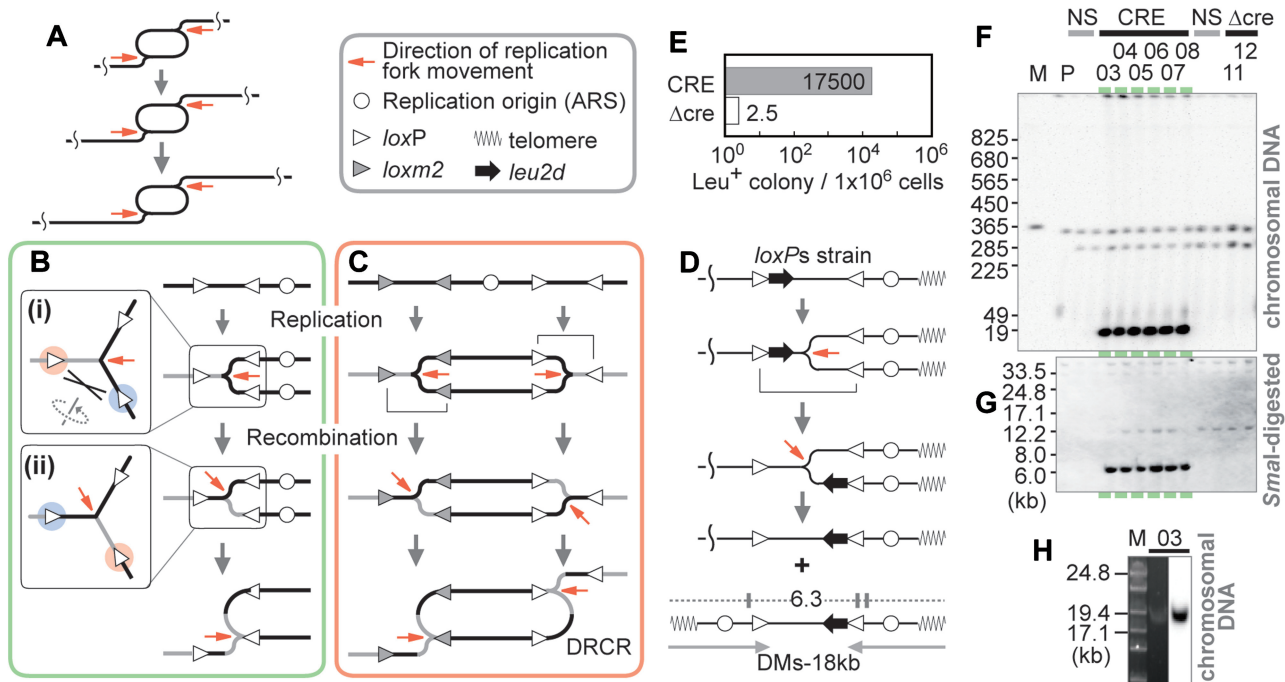 A
Direction of replication
fork movement
Replication origin (ARS)
loxP
telomere
loxm2
leu2d
B
(i)
(ii)
Replication
Recombination
C
DRCR
D
loxPs strain
+
6.3
DMs-18kb
E
CRE
17500
Δcre
2.5
10^0 10^2 10^4 10^6
Leu+ colony / 1x10^6 cells
F
NS CRE NS Δcre
04 06 08 12
M P 03 05 07 11
825
680
565
450
365
285
225
49
19
chromosomal DNA
G
33.5
24.8
17.1
12.2
8.0
6.0
(kb)
SmaI-digested
H
M 03
24.8
19.4
17.1
(kb)
chromosomal
DNA